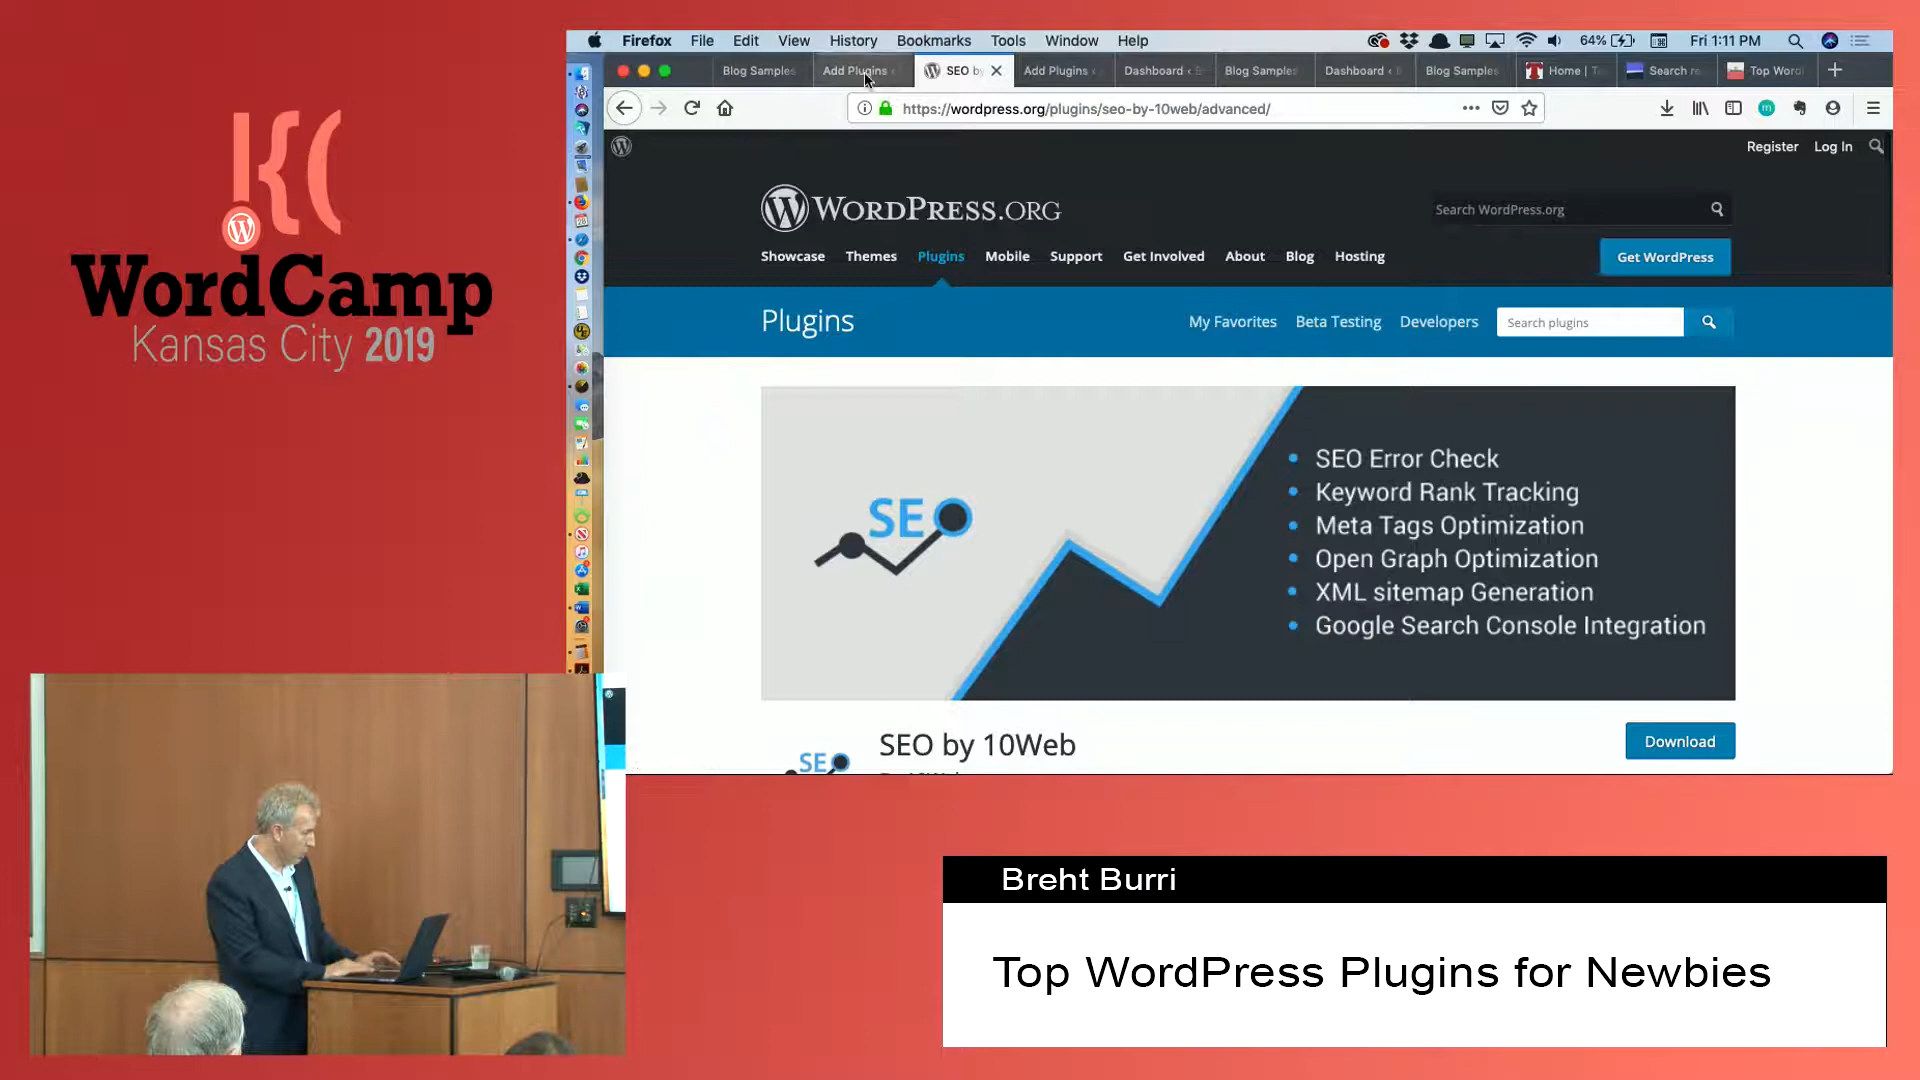 WordCamp
Kansas City 2019
Firefox File Edit View History Bookmarks Tools Window Help
64% Fri 1:11 PM
Blog Samples
Add Plugins
SEO by
Add Plugins
Dashboard
Blog Samples
Dashboard
Blog Samples
Home
Search re
Top Word
https://wordpress.org/plugins/seo-by-10web/advanced/
Register Log In
WORDPRESS.ORG
Search WordPress.org
Showcase Themes Plugins Mobile Support Get Involved About Blog Hosting
Get WordPress
Plugins
My Favorites Beta Testing Developers
Search plugins
SEO
SEO Error Check
Keyword Rank Tracking
Meta Tags Optimization
Open Graph Optimization
XML sitemap Generation
Google Search Console Integration
SEO
SEO by 10Web
Download
Breht Burri
Top WordPress Plugins for Newbies